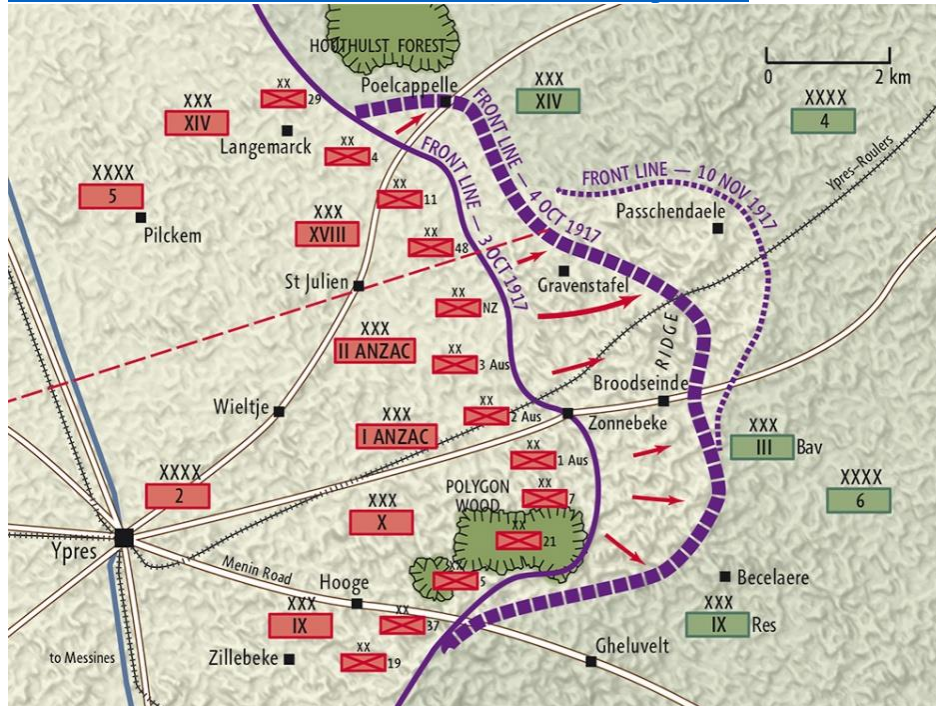 HOUTHULST FOREST
Poelcappelle
XXX
XIV
0
2 km
XXXX
4
XX
29
XXX
XIV
Langemarck
XX
4
FRONT LINE — 4 OCT 1917
FRONT LINE — 3 OCT 1917
Ypres–Roulers
FRONT LINE — 10 NOV 1917
XXXX
5
Pilckem
XX
11
Passchendaele
XXX
XVIII
XX
48
St Julien
Gravenstafel
XX
NZ
RIDGE
XXX
II ANZAC
XX
3 Aus
Broodseinde
Wieltje
XX
2 Aus
Zonnebeke
XXX
I ANZAC
XXX
III
Bav
XX
1 Aus
XXXX
2
POLYGON
WOOD
XX
7
XXXX
6
XXX
X
XX
21
Ypres
Menin Road
Hooge
XX
5
Becelaere
XXX
IX
XX
37
XXX
IX
Res
to Messines
Zillebeke
XX
19
Gheluvelt